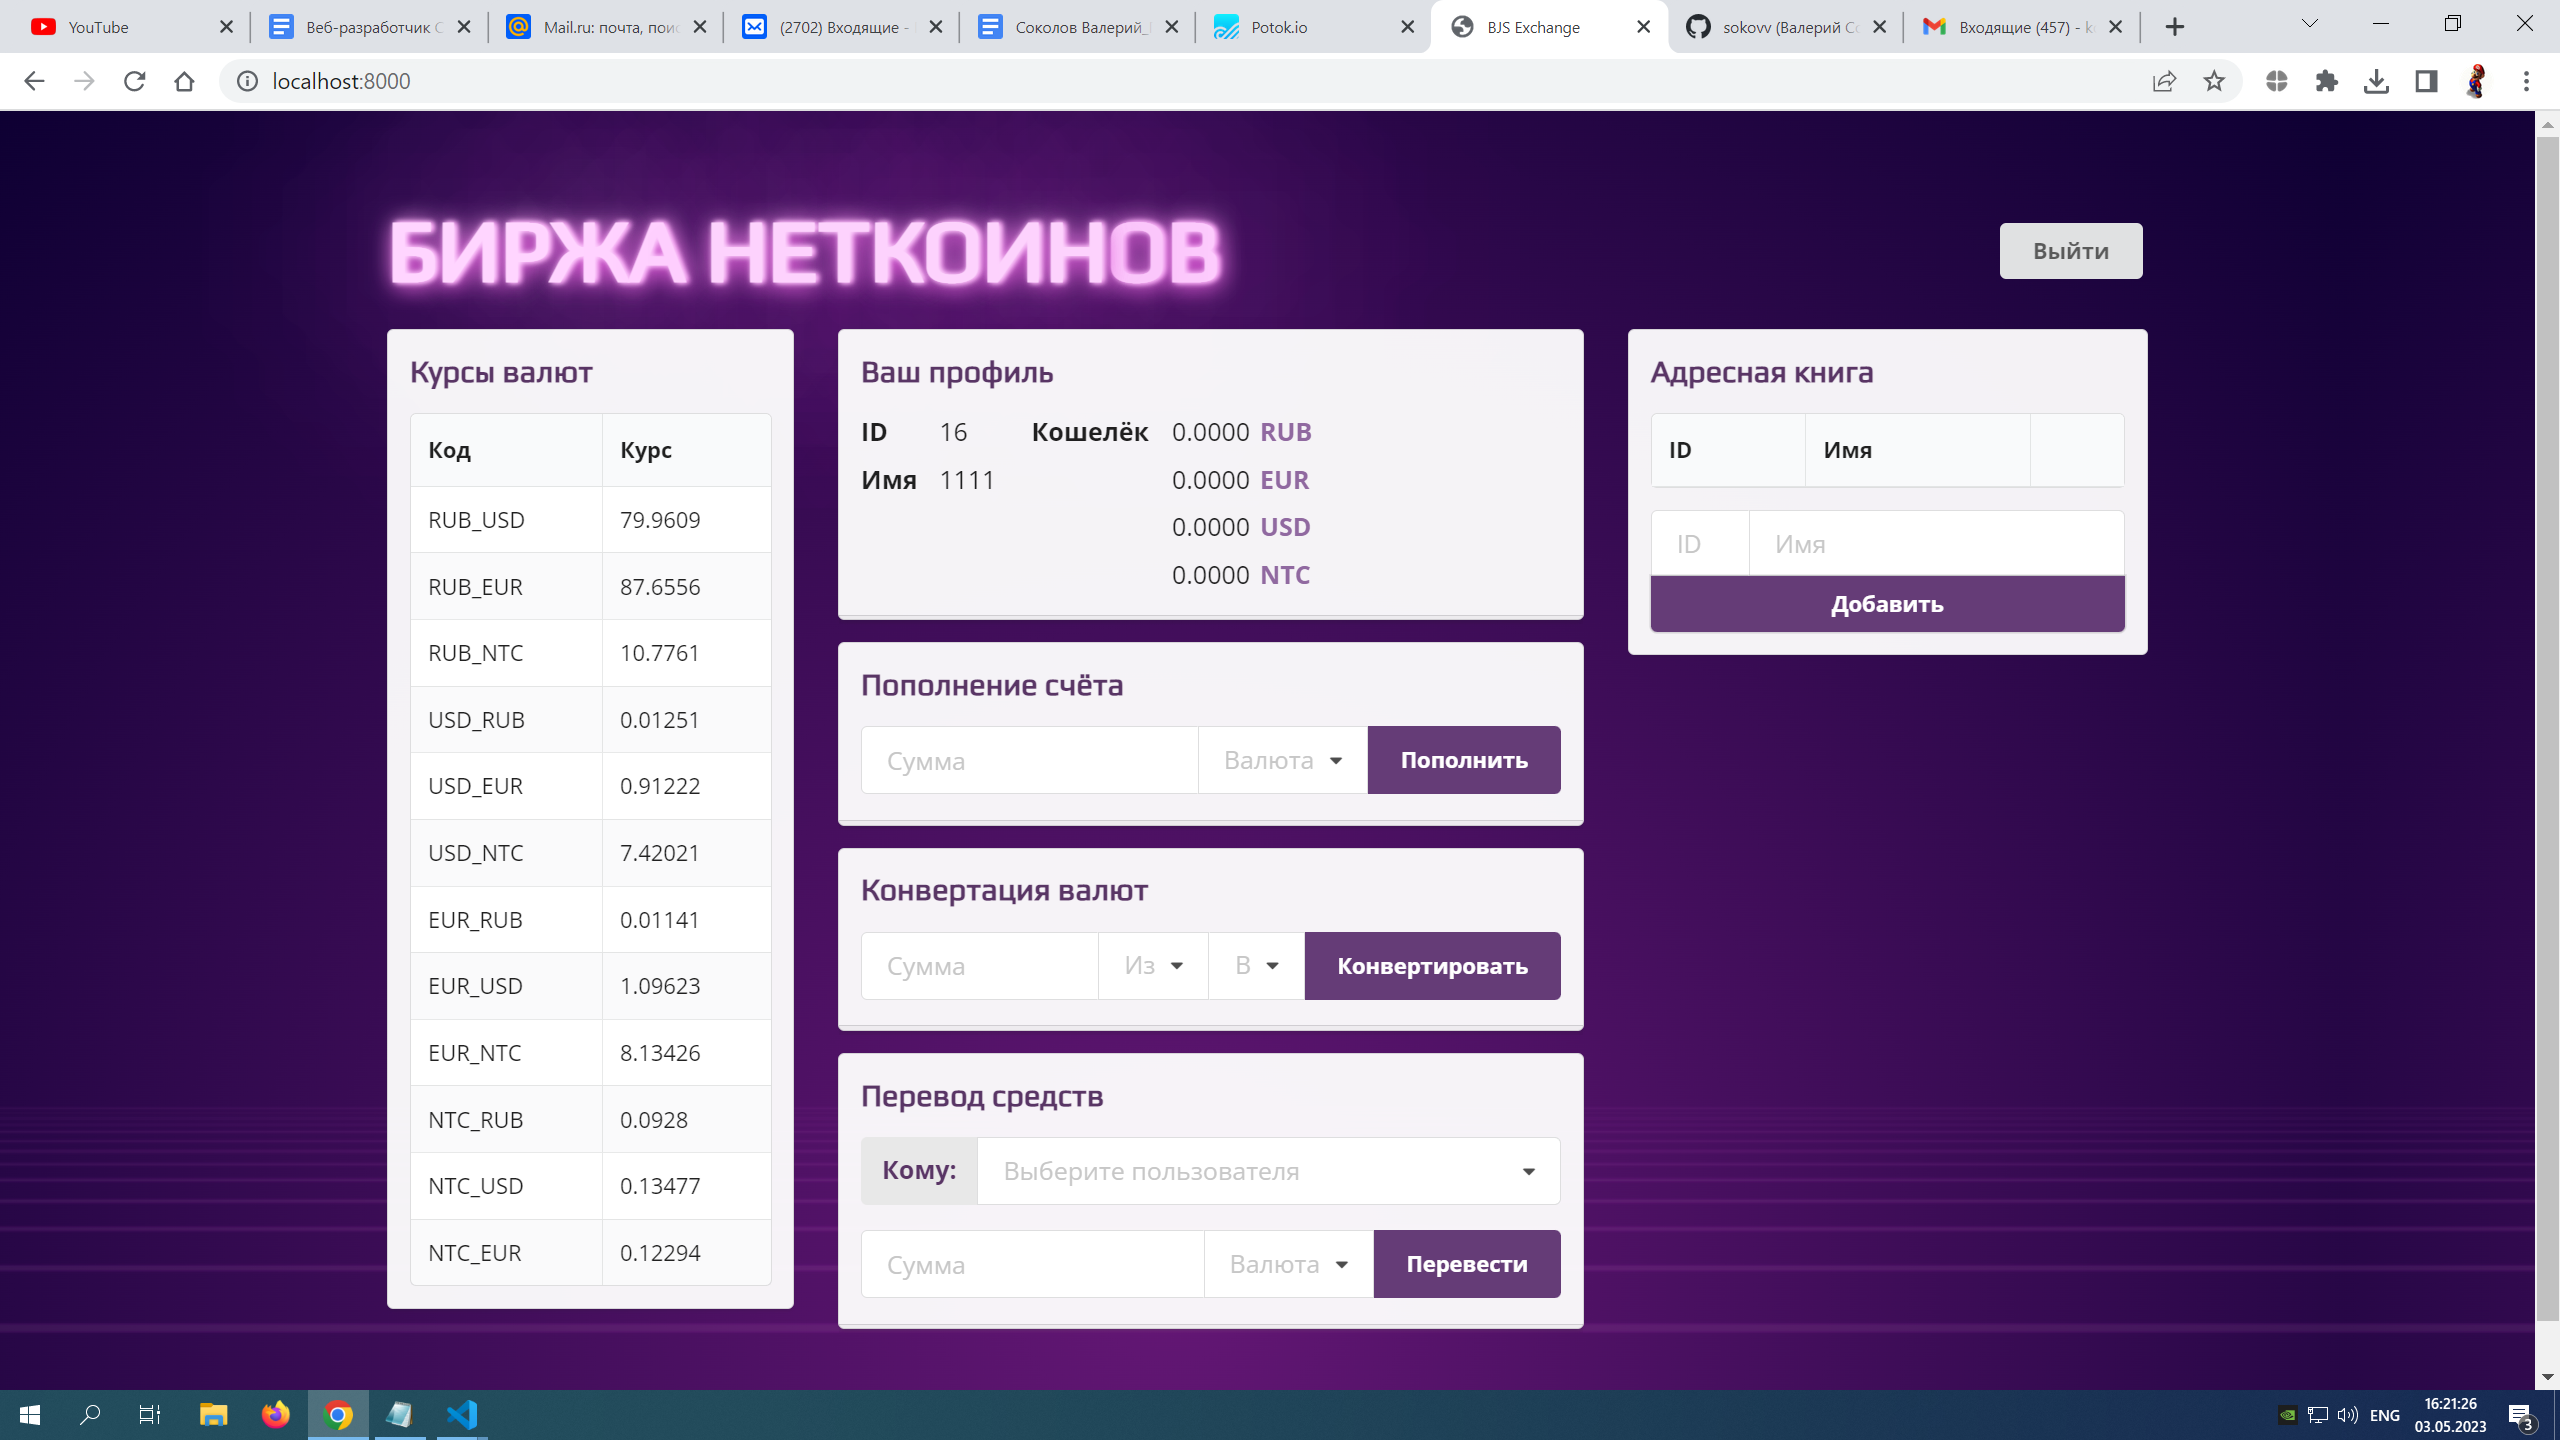 YouTube
Веб-разработчик С
Mail.ru: почта, поис
(2702) Входящие -
Соколов Валерий_
Potok.io
BJS Exchange
sokovv (Валерий Со
Входящие (457) - k
localhost:8000
БИРЖА НЕТКОИНОВ
Выйти
Курсы валют
Код Курс
RUB_USD 79.9609
RUB_EUR 87.6556
RUB_NTC 10.7761
USD_RUB 0.01251
USD_EUR 0.91222
USD_NTC 7.42021
EUR_RUB 0.01141
EUR_USD 1.09623
EUR_NTC 8.13426
NTC_RUB 0.0928
NTC_USD 0.13477
NTC_EUR 0.12294
Ваш профиль
ID 16 Кошелёк 0.0000 RUB
Имя 1111 0.0000 EUR
0.0000 USD
0.0000 NTC
Пополнение счёта
Сумма Валюта Пополнить
Конвертация валют
Сумма Из В Конвертировать
Перевод средств
Кому: Выберите пользователя
Сумма Валюта Перевести
Адресная книга
ID Имя
ID Имя
Добавить
ENG
16:21:26
03.05.2023
3